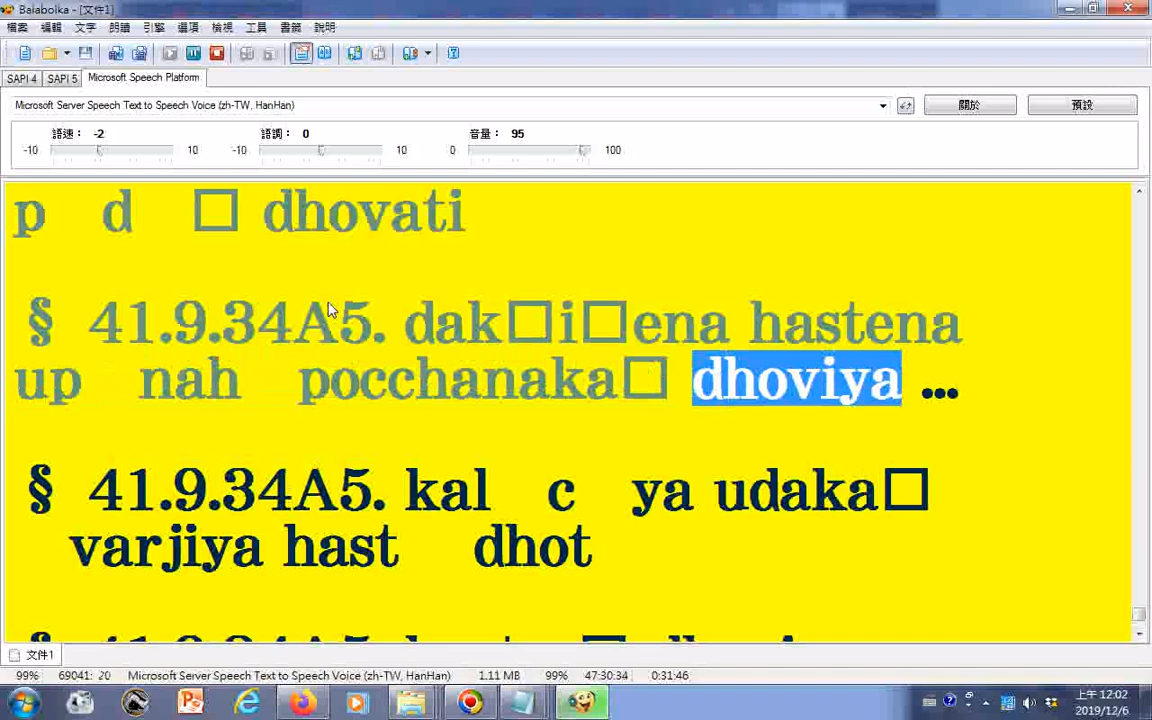 Balabolka - [文件1]
檔案 編輯 文字 朗讀 引擎 選項 檢視 工具 書籤 說明
SAPI 4 SAPI 5 Microsoft Speech Platform
Microsoft Server Speech Text to Speech Voice (zh-TW, HanHan) 關於 預設
語速： -2 語調： 0 音量： 95
-10 10 -10 10 0 100
p d □ dhovati
§ 41.9.34A5. dak□i□ena hastena
up nah pocchanaka□ dhoviya ...
§ 41.9.34A5. kal c ya udaka□
varjiya hast dhot
文件1
99% 69041: 20 Microsoft Server Speech Text to Speech Voice (zh-TW, HanHan) 1.11 MB 99% 47:30:34 0:31:46
上午 12:02
2019/12/6